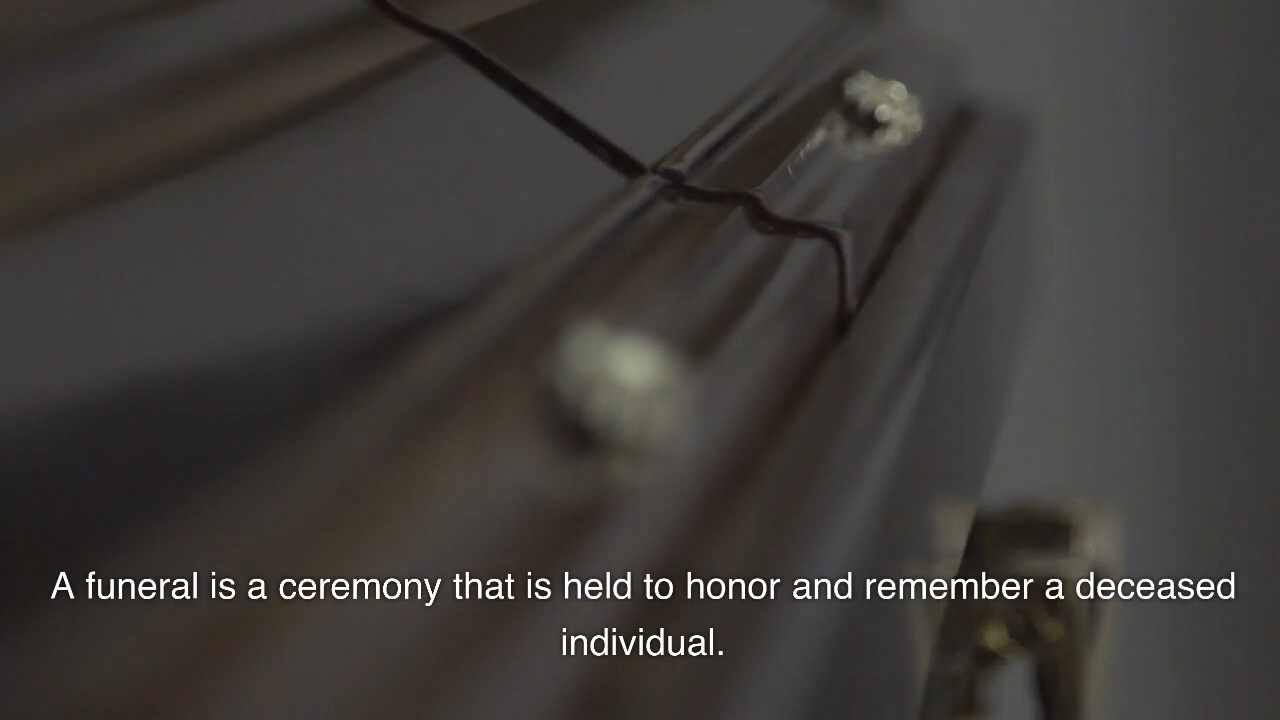 A funeral is a ceremony that is held to honor and remember a deceased
individual.